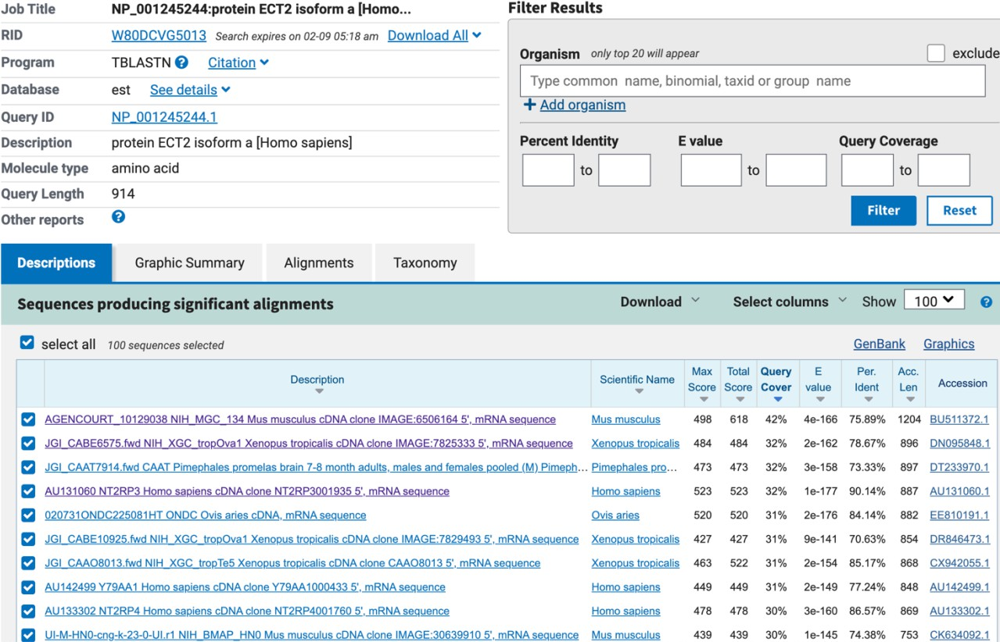 Job Title NP_001245244:protein ECT2 isoform a [Homo...
RID W80DCVG5013 Search expires on 02-09 05:18 am Download All
Program TBLASTN ? Citation
Database est See details
Query ID NP_001245244.1
Description protein ECT2 isoform a [Homo sapiens]
Molecule type amino acid
Query Length 914
Other reports ?
Filter Results
Organism only top 20 will appear exclude
Type common name, binomial, taxid or group name
+ Add organism
Percent Identity E value Query Coverage
to to to
Filter Reset
Descriptions Graphic Summary Alignments Taxonomy
Sequences producing significant alignments Download Select columns Show 100 ?
select all 100 sequences selected GenBank Graphics
Description Scientific Name Max Score Total Score Query Cover E value Per. Ident Acc. Len Accession
AGENCOURT_10129038 NIH_MGC_134 Mus musculus cDNA clone IMAGE:6506164 5', mRNA sequence Mus musculus 498 618 42% 4e-166 75.89% 1204 BU511372.1
JGI_CABE6575.fwd NIH_XGC_tropOva1 Xenopus tropicalis cDNA clone IMAGE:7825333 5', mRNA sequence Xenopus tropicalis 484 484 32% 2e-162 78.67% 896 DN095848.1
JGI_CAAT7914.fwd CAAT Pimephales promelas brain 7-8 month adults, males and females pooled (M) Pimeph... Pimephales pro... 473 473 32% 3e-158 73.33% 897 DT233970.1
AU131060 NT2RP3 Homo sapiens cDNA clone NT2RP3001935 5', mRNA sequence Homo sapiens 523 523 32% 1e-177 90.14% 887 AU131060.1
020731ONDC225081HT ONDC Ovis aries cDNA, mRNA sequence Ovis aries 520 520 31% 2e-176 84.14% 882 EE810191.1
JGI_CABE10925.fwd NIH_XGC_tropOva1 Xenopus tropicalis cDNA clone IMAGE:7829493 5', mRNA sequence Xenopus tropicalis 427 427 31% 9e-141 70.63% 854 DR846473.1
JGI_CAAO8013.fwd NIH_XGC_tropTe5 Xenopus tropicalis cDNA clone CAAO8013 5', mRNA sequence Xenopus tropicalis 463 522 31% 2e-154 85.17% 868 CX942055.1
AU142499 Y79AA1 Homo sapiens cDNA clone Y79AA1000433 5', mRNA sequence Homo sapiens 449 449 31% 2e-149 77.24% 848 AU142499.1
AU133302 NT2RP4 Homo sapiens cDNA clone NT2RP4001760 5', mRNA sequence Homo sapiens 478 478 30% 3e-160 86.57% 869 AU133302.1
UI-M-HN0-cng-k-23-0-UI.r1 NIH_BMAP_HN0 Mus musculus cDNA clone IMAGE:30639910 5', mRNA sequence Mus musculus 439 439 30% 1e-145 74.38% 753 CK634092.1